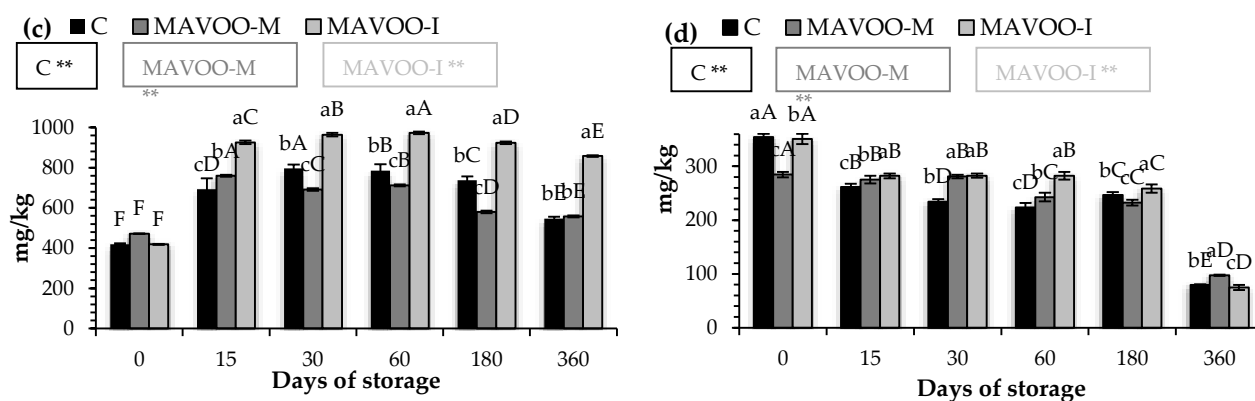 (c) C MAVOO-M MAVOO-I
C ** MAVOO-M ** MAVOO-I **
mg/kg
1000
800
600
400
200
0
F F F
cD bA aC
bA cC aB
bB cB aA
bC cD aD
bE bE aE
0 15 30 60 180 360
Days of storage
(d) C MAVOO-M MAVOO-I
C ** MAVOO-M ** MAVOO-I **
mg/kg
300
200
100
0
aA cA bA
cB bB aB
bD aB aB
cD bC aB
bC cC aC
bE aD cD
0 15 30 60 180 360
Days of storage